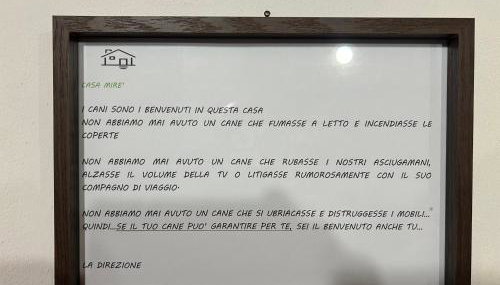 CASA MIRE'
I CANI SONO I BENVENUTI IN QUESTA CASA
NON ABBIAMO MAI AVUTO UN CANE CHE FUMASSE A LETTO E INCENDIASSE LE
COPERTE
NON ABBIAMO MAI AVUTO UN CANE CHE RUBASSE I NOSTRI ASCIUGAMANI,
ALZASSE IL VOLUME DELLA TV O LITIGASSE RUMOROSAMENTE CON IL SUO
COMPAGNO DI VIAGGIO.
NON ABBIAMO MAI AVUTO UN CANE CHE SI UBRIACASSE E DISTRUGGESSE I MOBILI...
QUINDI...SE IL TUO CANE PUO' GARANTIRE PER TE, SEI IL BENVENUTO ANCHE TU...
LA DIREZIONE